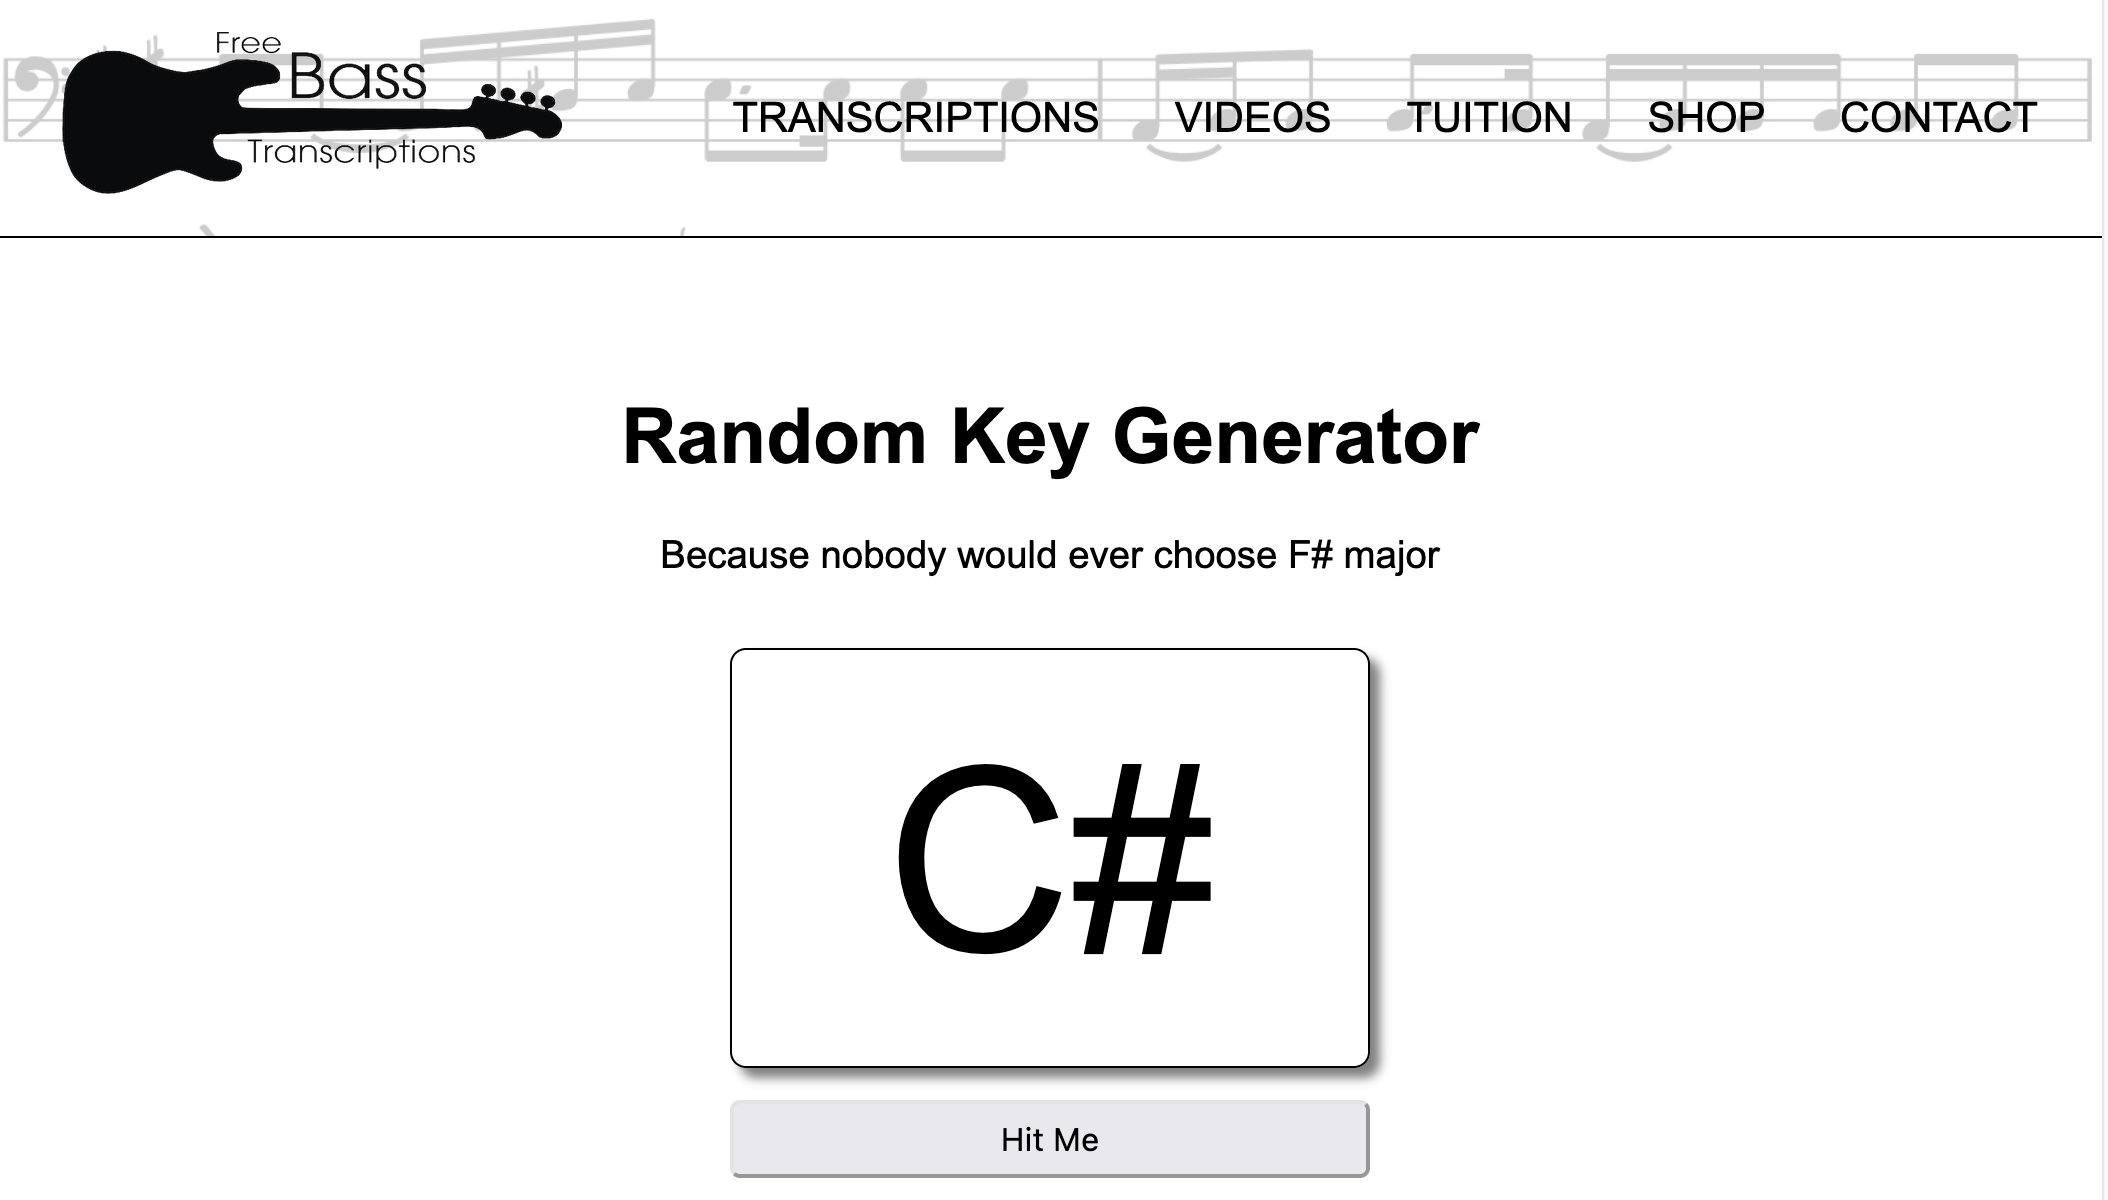 Free
Bass
Transcriptions
TRANSCRIPTIONS VIDEOS TUITION SHOP CONTACT
Random Key Generator
Because nobody would ever choose F# major
C#
Hit Me